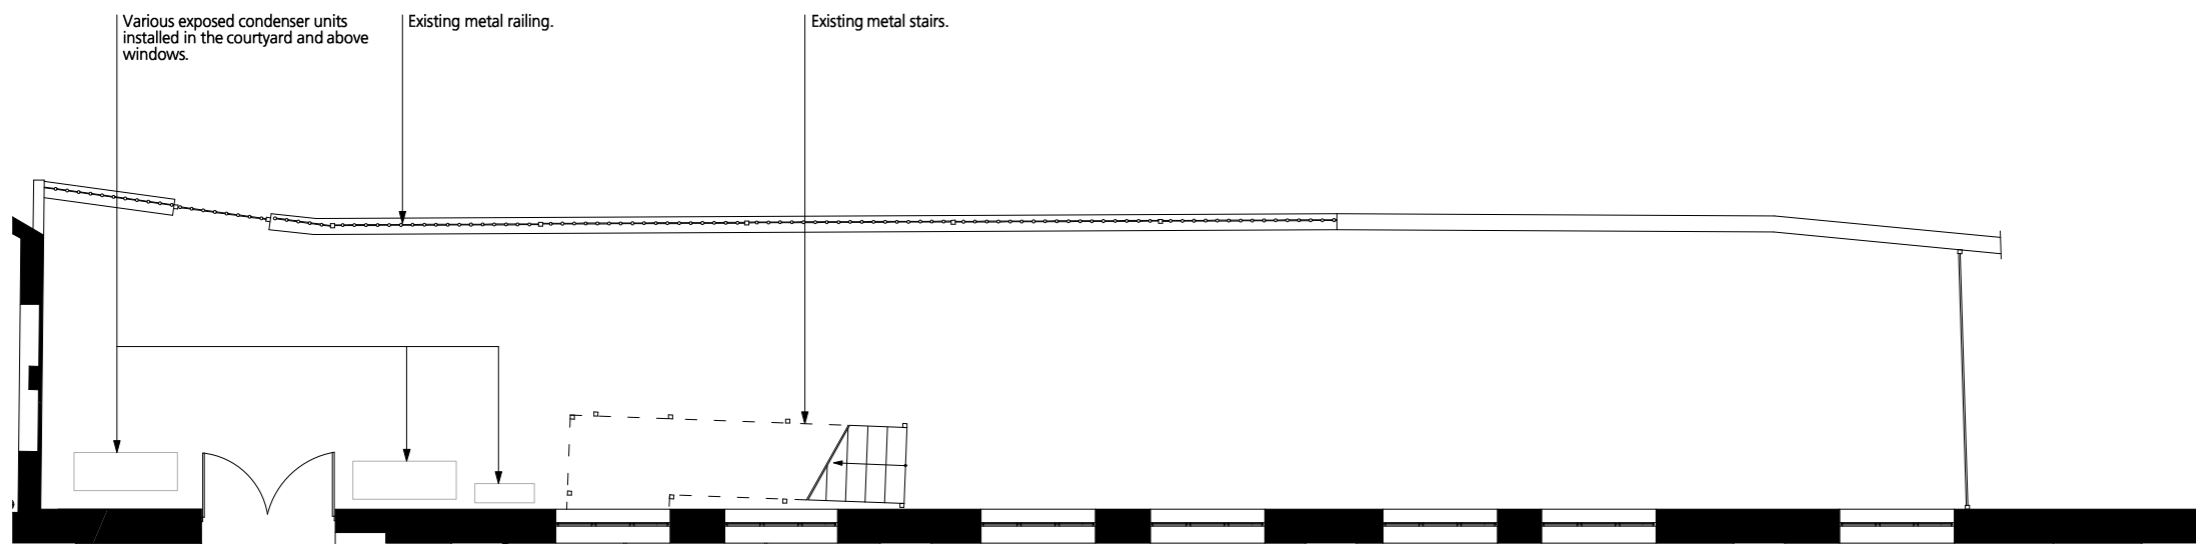 Various exposed condenser units
installed in the courtyard and above
windows.
Existing metal railing.
Existing metal stairs.